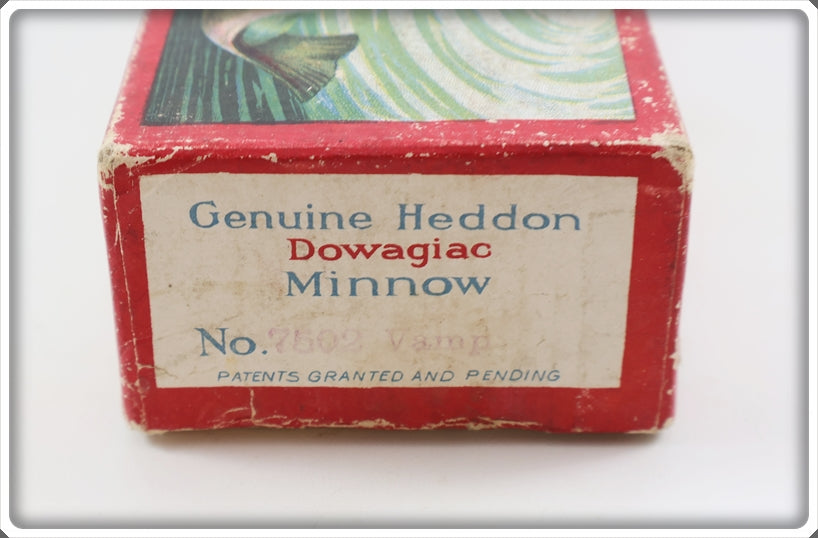 Genuine Heddon
Dowagiac
Minnow
No. 7502 Vamp
PATENTS GRANTED AND PENDING